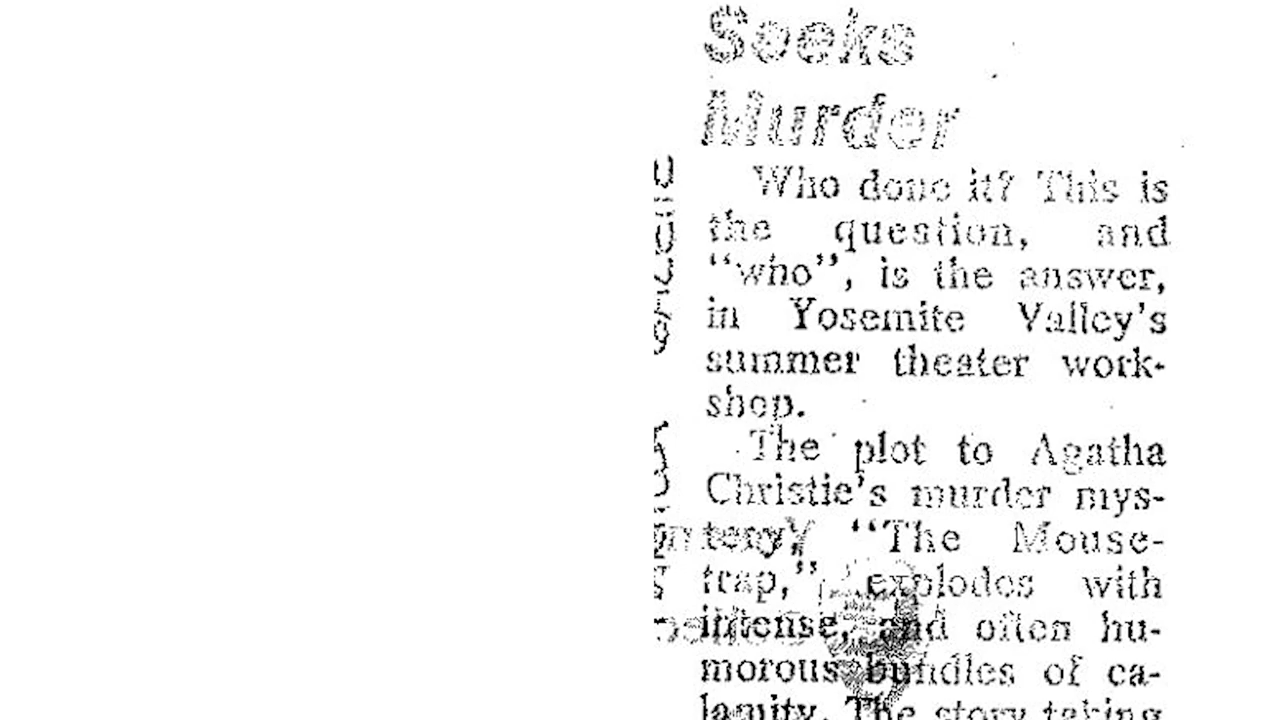 Seeks
Murder
Who done it? This is
the question, and
“who”, is the answer,
in Yosemite Valley’s
summer theater work-
shop.
The plot to Agatha
Christie’s murder mys-
tery “The Mouse-
trap,” explodes with
intense, and often hu-
morous bundles of ca-
lamity. The story taking